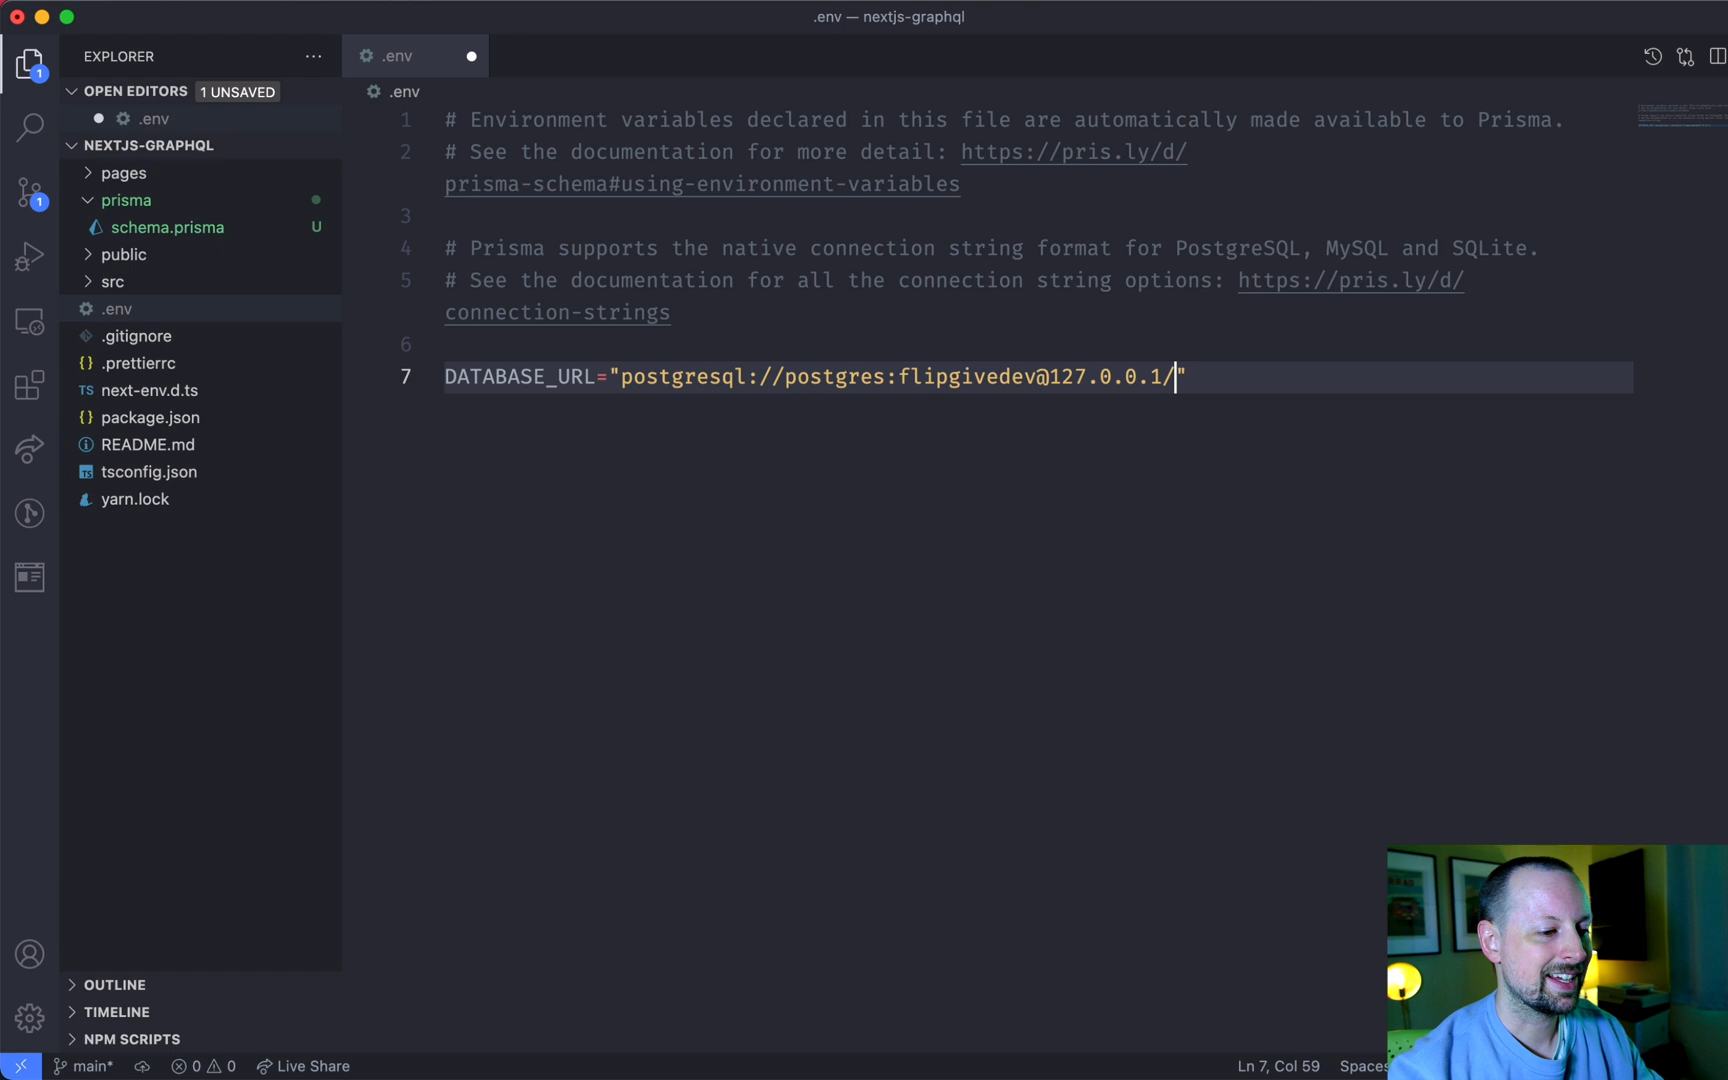 .env — nextjs-graphql
EXPLORER
.env
OPEN EDITORS 1 UNSAVED
.env
NEXTJS-GRAPHQL
pages
prisma
schema.prisma U
public
src
.env
.gitignore
{} .prettierrc
TS next-env.d.ts
{} package.json
README.md
TS tsconfig.json
yarn.lock
OUTLINE
TIMELINE
NPM SCRIPTS
1
1
.env
1 # Environment variables declared in this file are automatically made available to Prisma.
2 # See the documentation for more detail: https://pris.ly/d/
prisma-schema#using-environment-variables
3
4 # Prisma supports the native connection string format for PostgreSQL, MySQL and SQLite.
5 # See the documentation for all the connection string options: https://pris.ly/d/
connection-strings
6
7 DATABASE_URL="postgresql://postgres:flipgivedev@127.0.0.1/"
main* 0 0 Live Share Ln 7, Col 59 Spaces